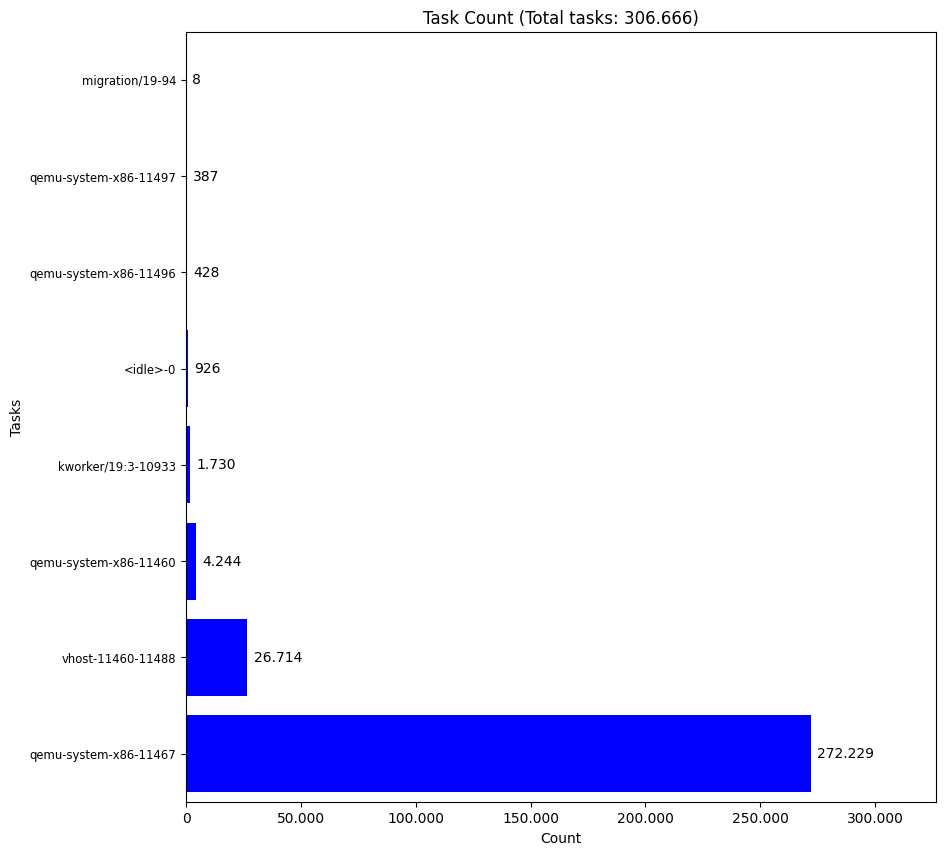 Task Count (Total tasks: 306.666)
migration/19-94 8
qemu-system-x86-11497 387
qemu-system-x86-11496 428
<idle>-0 926
Tasks
kworker/19:3-10933 1.730
qemu-system-x86-11460 4.244
vhost-11460-11488 26.714
qemu-system-x86-11467 272.229
0 50.000 100.000 150.000 200.000 250.000 300.000
Count